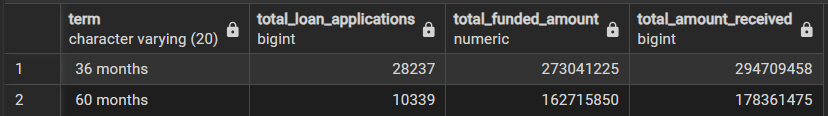 term total_loan_applications total_funded_amount total_amount_received
character varying (20) bigint numeric bigint
1 36 months 28237 273041225 294709458
2 60 months 10339 162715850 178361475